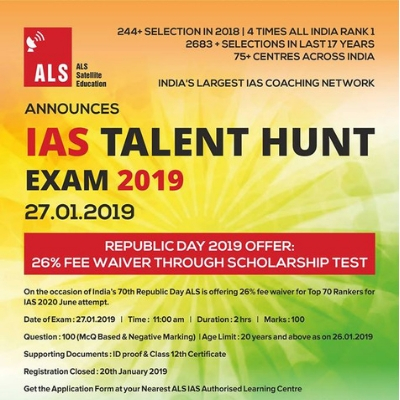 244+ SELECTION IN 2018 | 4 TIMES ALL INDIA RANK 1
2683 + SELECTIONS IN LAST 17 YEARS
75+ CENTRES ACROSS INDIA
ALS
ALS
Satellite
Education
INDIA'S LARGEST IAS COACHING NETWORK
ANNOUNCES
IAS TALENT HUNT
EXAM 2019
27.01.2019
REPUBLIC DAY 2019 OFFER:
26% FEE WAIVER THROUGH SCHOLARSHIP TEST
On the occasion of India's 70th Republic Day ALS is offering 26% fee waiver for Top 70 Rankers for
IAS 2020 June attempt.
Date of Exam : 27.01.2019 | Time : 11:00 am | Duration : 2 hrs | Marks : 100
Question : 100 (McQ Based & Negative Marking) | Age Limit : 20 years and above as on 26.01.2019
Supporting Documents : ID proof & Class 12th Certificate
Registration Closed : 20th January 2019
Get the Application Form at your Nearest ALS IAS Authorised Learning Centre